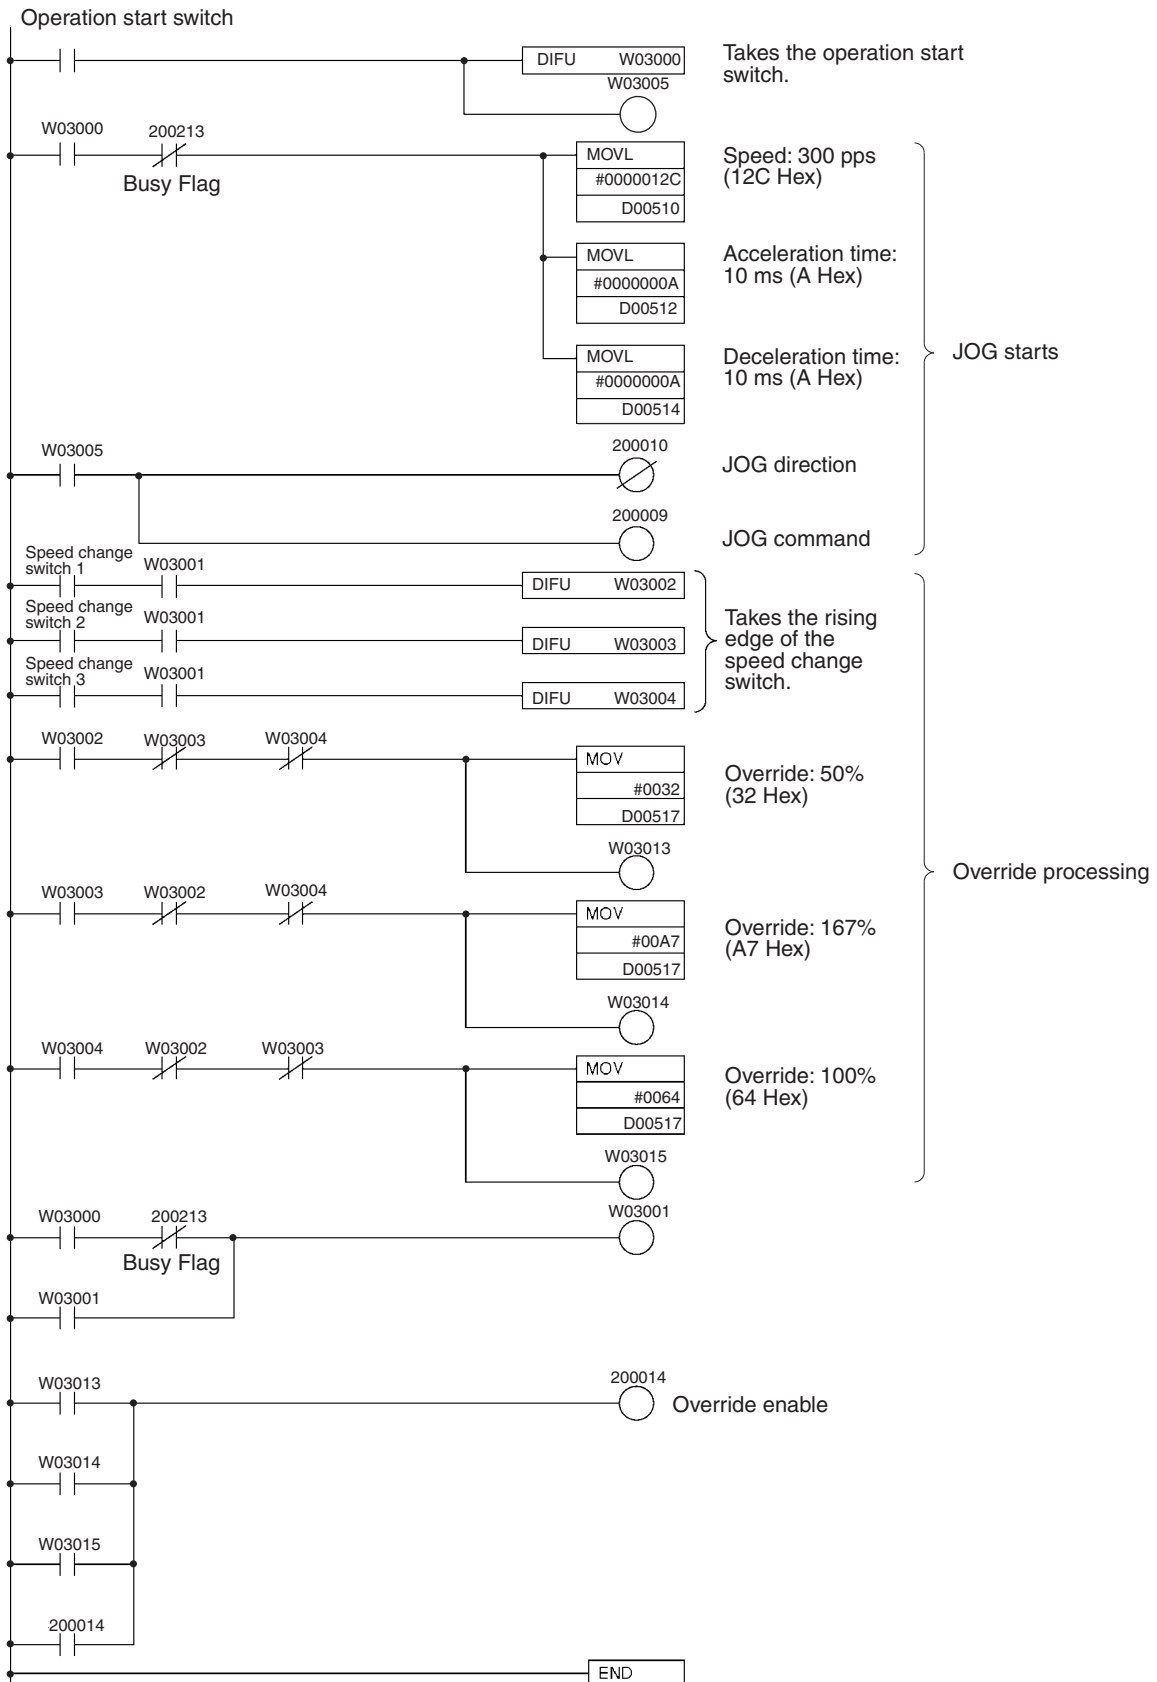 Operation start switch
DIFU W03000
Takes the operation start
switch.
W03005
W03000
200213
Busy Flag
MOVL
#0000012C
D00510
Speed: 300 pps
(12C Hex)
MOVL
#0000000A
D00512
Acceleration time:
10 ms (A Hex)
JOG starts
MOVL
#0000000A
D00514
Deceleration time:
10 ms (A Hex)
W03005
200010
JOG direction
200009
JOG command
Speed change
switch 1
W03001
DIFU W03002
Speed change
switch 2
W03001
DIFU W03003
Speed change
switch 3
W03001
DIFU W03004
Takes the rising
edge of the
speed change
switch.
W03002
W03003
W03004
MOV
#0032
D00517
Override: 50%
(32 Hex)
W03013
Override processing
W03003
W03002
W03004
MOV
#00A7
D00517
Override: 167%
(A7 Hex)
W03014
W03004
W03002
W03003
MOV
#0064
D00517
Override: 100%
(64 Hex)
W03015
W03000
200213
Busy Flag
W03001
W03001
W03013
200014
Override enable
W03014
W03015
200014
END